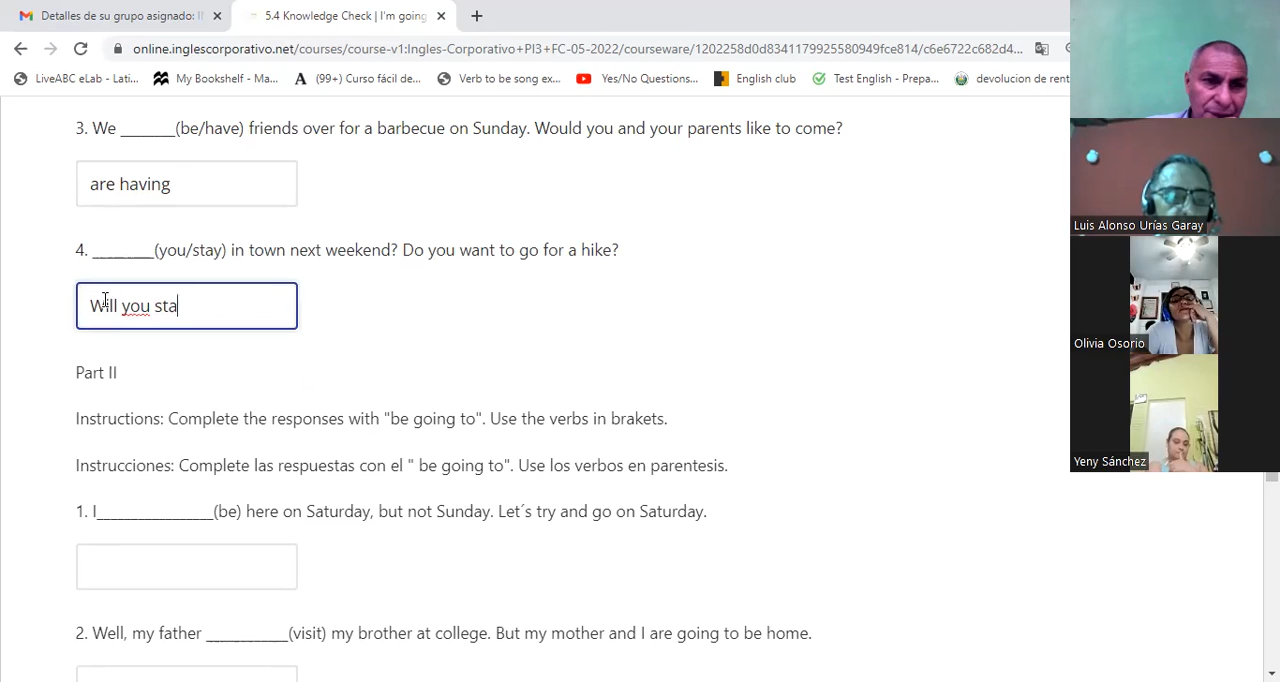 Detalles de su grupo asignado: II
5.4 Knowledge Check | I'm going
online.inglescorporativo.net/courses/course-v1:Ingles-Corporativo+PI3+FC-05-2022/courseware/1202258d0d8341179925580949fce814/c6e6722c682d4...
LiveABC eLab - Lati...
My Bookshelf - Ma...
(99+) Curso fácil de...
Verb to be song ex...
Yes/No Questions...
English club
Test English - Prepa...
devolucion de rent
3. We _______(be/have) friends over for a barbecue on Sunday. Would you and your parents like to come?
are having
4. ________(you/stay) in town next weekend? Do you want to go for a hike?
Will you sta
Part II
Instructions: Complete the responses with "be going to". Use the verbs in brakets.
Instrucciones: Complete las respuestas con el " be going to". Use los verbos en parentesis.
1. I_______________(be) here on Saturday, but not Sunday. Let´s try and go on Saturday.
2. Well, my father ___________(visit) my brother at college. But my mother and I are going to be home.
Luis Alonso Urías Garay
Olivia Osorio
Yeny Sánchez